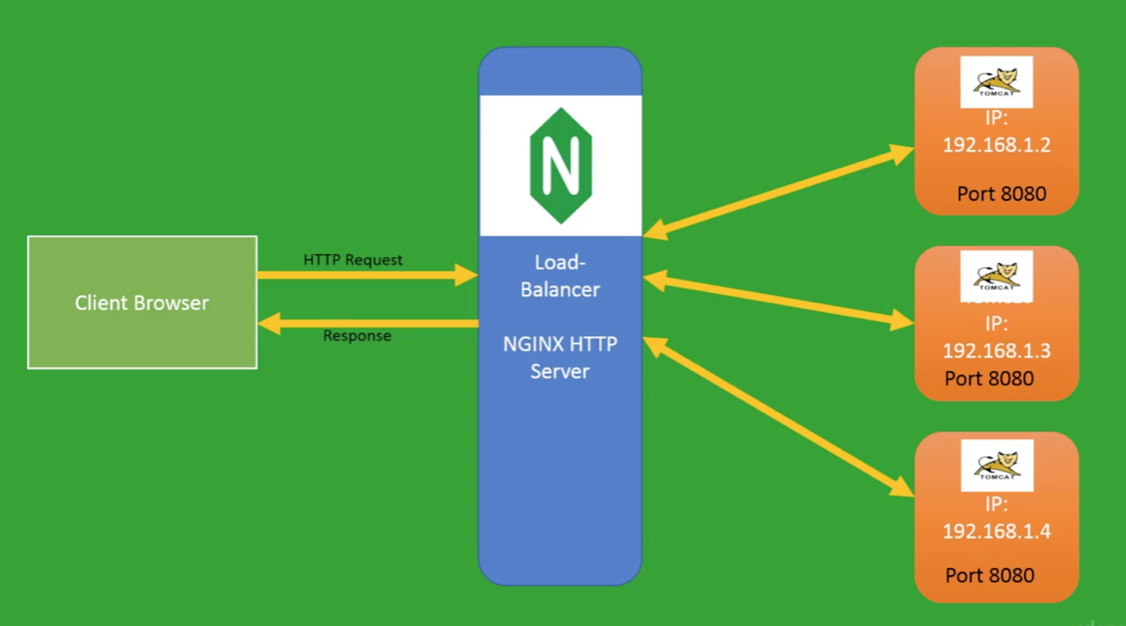 Client Browser
HTTP Request
Response
N
Load-
Balancer
NGINX HTTP
Server
TOMCAT
IP:
192.168.1.2
Port 8080
TOMCAT
IP:
192.168.1.3
Port 8080
TOMCAT
IP:
192.168.1.4
Port 8080